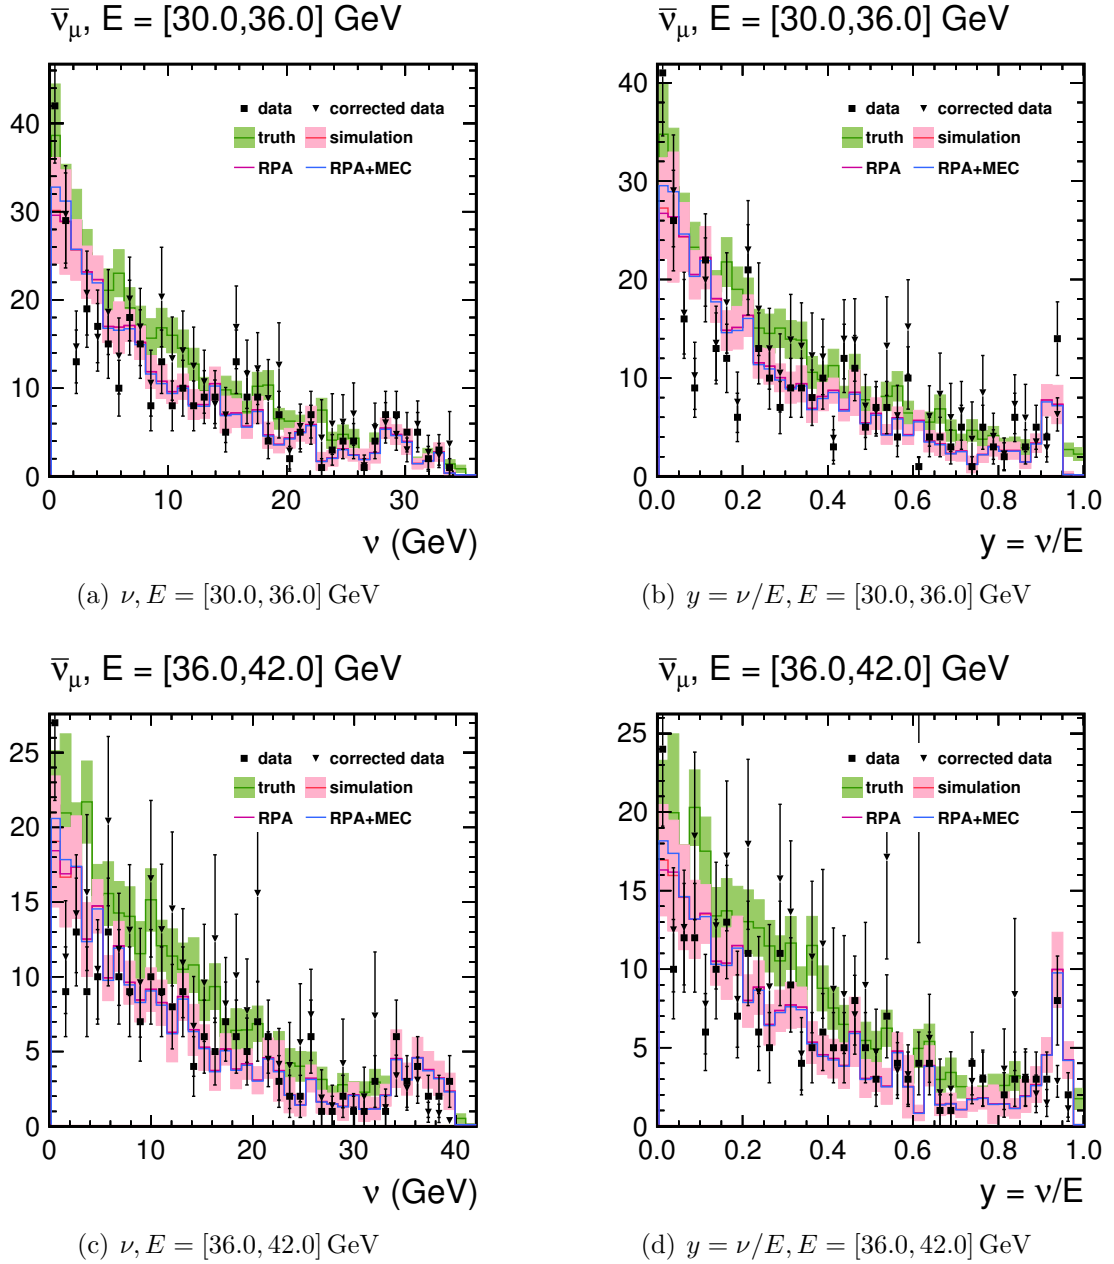 ν̄μ, E = [30.0,36.0] GeV
data
corrected data
truth
simulation
RPA
RPA+MEC
40
30
20
10
0
0 10 20 30
ν (GeV)
(a) ν, E = [30.0, 36.0] GeV
ν̄μ, E = [30.0,36.0] GeV
data
corrected data
truth
simulation
RPA
RPA+MEC
40
30
20
10
0
0.0 0.2 0.4 0.6 0.8 1.0
y = ν/E
(b) y = ν/E, E = [30.0, 36.0] GeV
ν̄μ, E = [36.0,42.0] GeV
data
corrected data
truth
simulation
RPA
RPA+MEC
25
20
15
10
5
0
0 10 20 30 40
ν (GeV)
(c) ν, E = [36.0, 42.0] GeV
ν̄μ, E = [36.0,42.0] GeV
data
corrected data
truth
simulation
RPA
RPA+MEC
25
20
15
10
5
0
0.0 0.2 0.4 0.6 0.8 1.0
y = ν/E
(d) y = ν/E, E = [36.0, 42.0] GeV